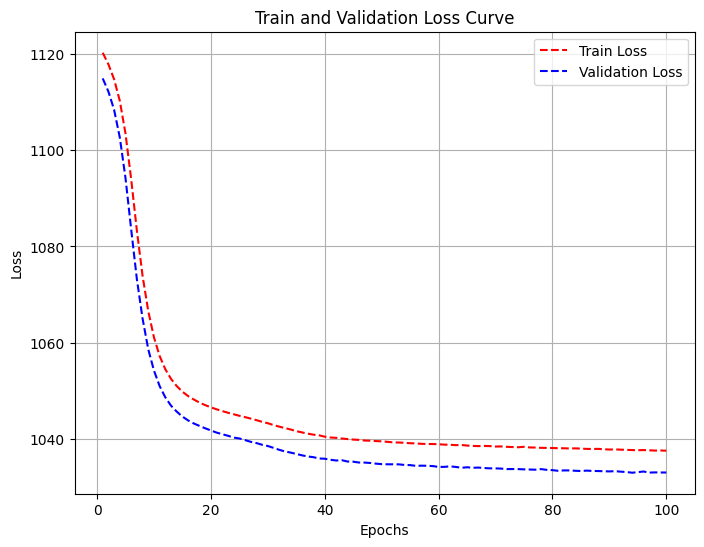 Train and Validation Loss Curve
Train Loss
Validation Loss
1120
1100
1080
1060
1040
Loss
0
20
40
60
80
100
Epochs